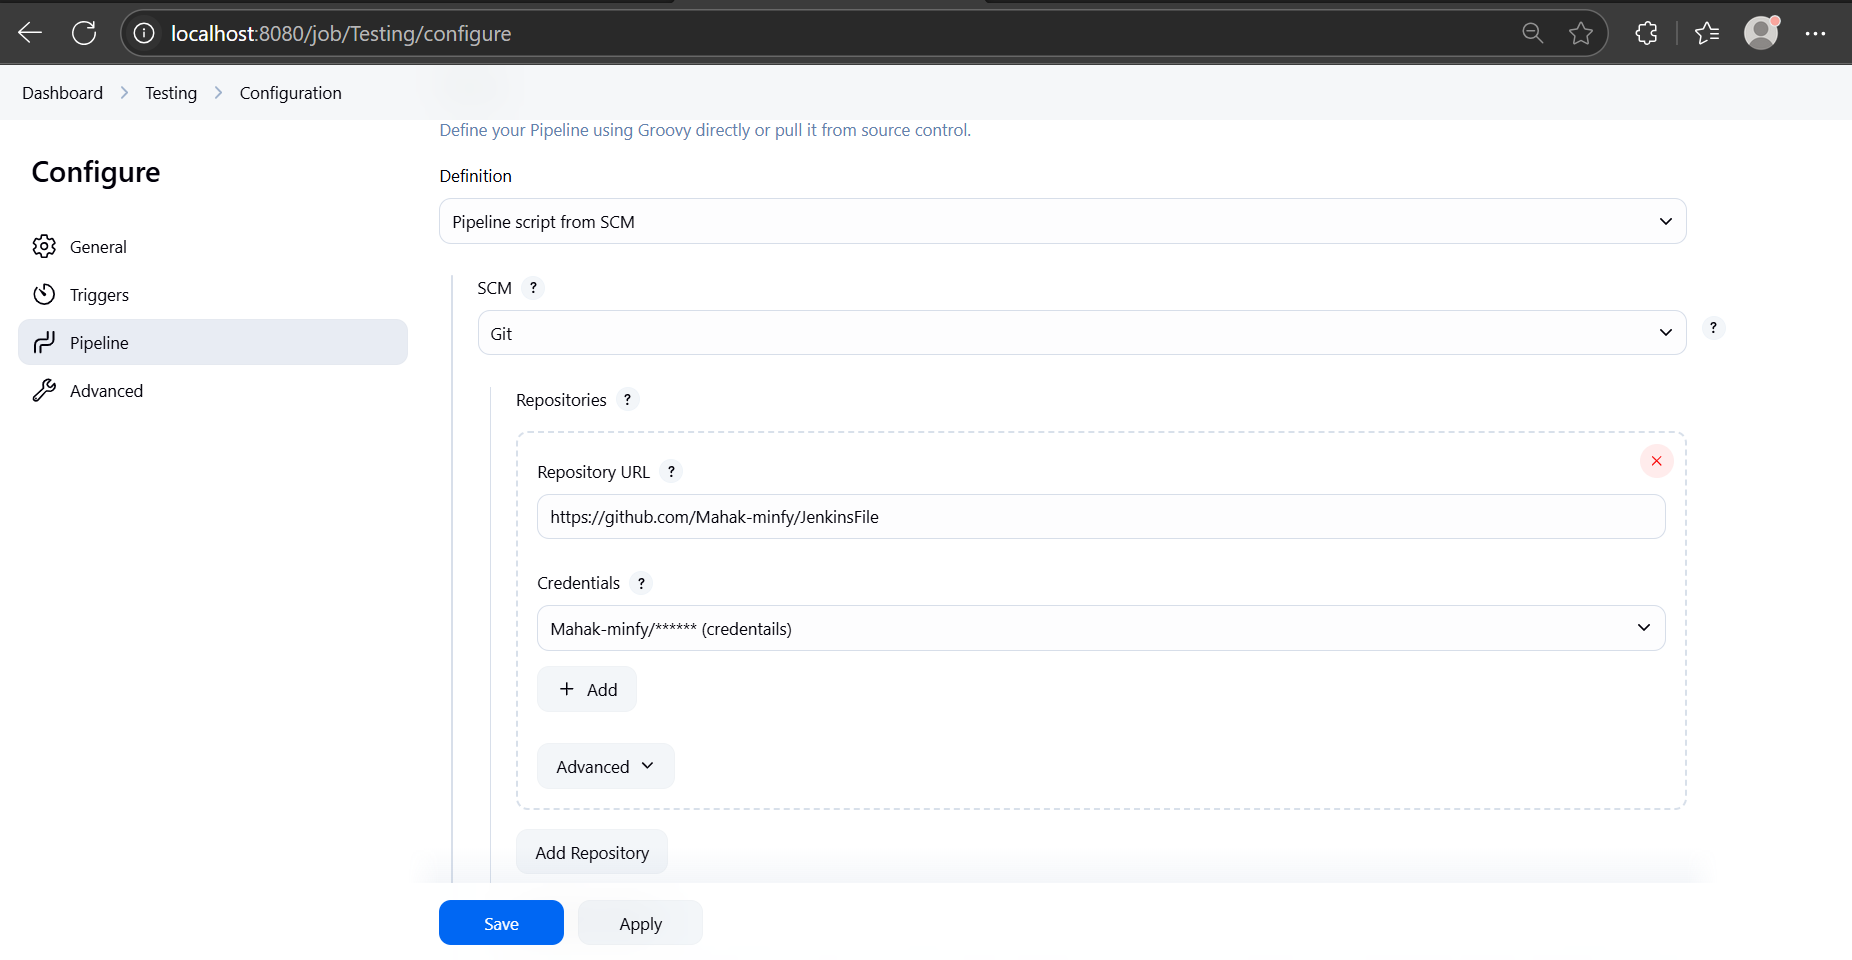 localhost:8080/job/Testing/configure
Dashboard > Testing > Configuration
Define your Pipeline using Groovy directly or pull it from source control.
Configure
General
Triggers
Pipeline
Advanced
Definition
Pipeline script from SCM
SCM ?
Git
?
Repositories ?
Repository URL ?
https://github.com/Mahak-minfy/JenkinsFile
Credentials ?
Mahak-minfy/****** (credentails)
+ Add
Advanced
Add Repository
Save
Apply